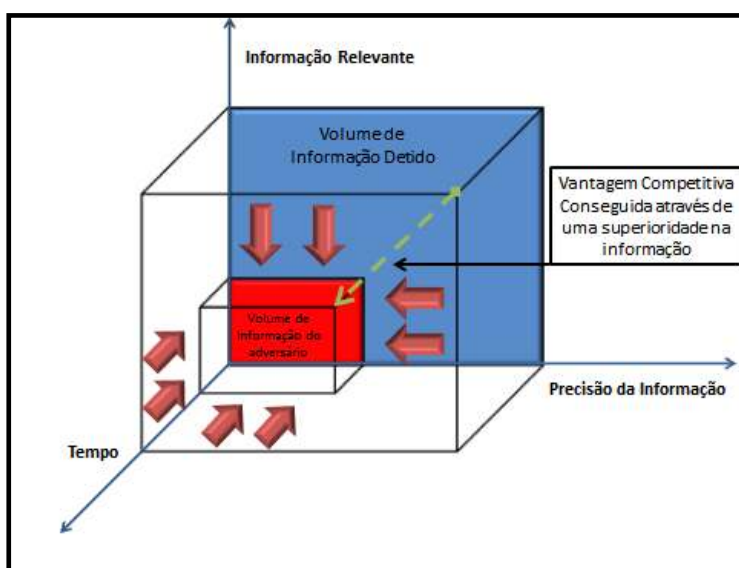 Informação Relevante
Volume de
Informação Detido
Vantagem Competitiva
Conseguida através de
uma superioridade na
informação
Volume de
Informação do
adversário
Precisão da Informação
Tempo